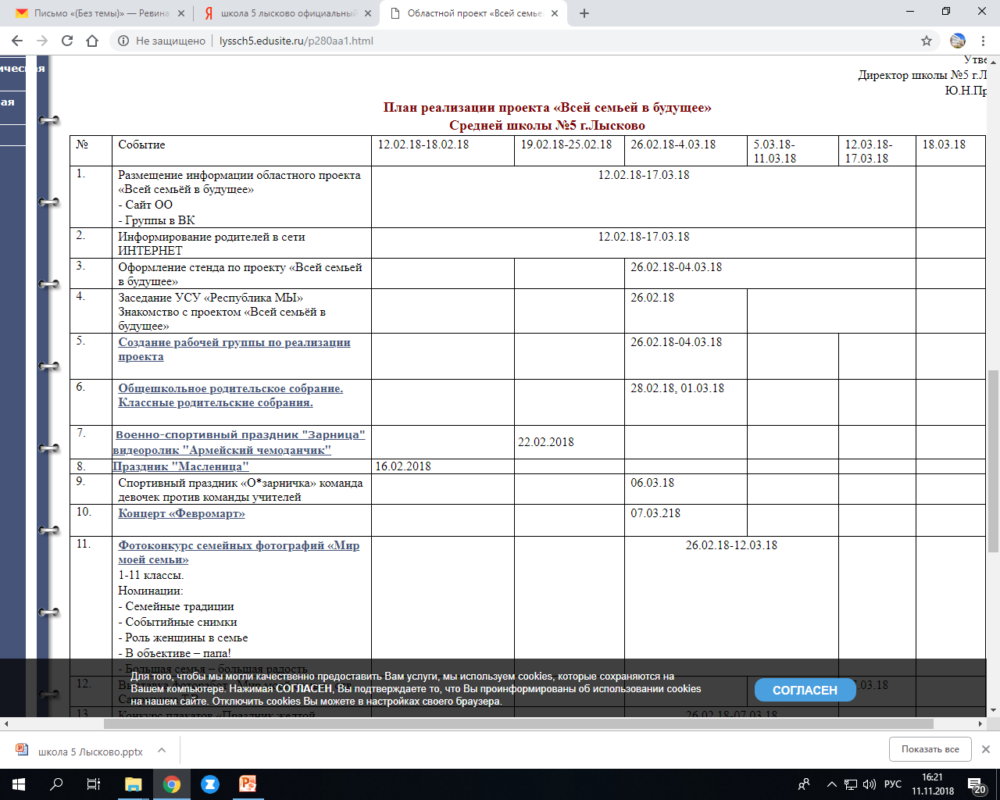 Письмо «(Без темы)» — Ревина
школа 5 лысково официальный
Областной проект «Всей семье
Не защищено lyssch5.edusite.ru/p280aa1.html
ическая
ая
Утве
Директор школы №5 г.Л
Ю.Н.Пр
План реализации проекта «Всей семьей в будущее»
Средней школы №5 г.Лысково
№ Событие 12.02.18-18.02.18 19.02.18-25.02.18 26.02.18-4.03.18 5.03.18-
11.03.18 12.03.18-
17.03.18 18.03.18
1. Размещение информации областного проекта
«Всей семьёй в будущее»
- Сайт ОО
- Группы в ВК
12.02.18-17.03.18
2. Информирование родителей в сети
ИНТЕРНЕТ
12.02.18-17.03.18
3. Оформление стенда по проекту «Всей семьей
в будущее»
26.02.18-04.03.18
4. Заседание УСУ «Республика МЫ»
Знакомство с проектом «Всей семьёй в
будущее»
26.02.18
5. Создание рабочей группы по реализации
проекта
26.02.18-04.03.18
6. Общешкольное родительское собрание.
Классные родительские собрания.
28.02.18, 01.03.18
7. Военно-спортивный праздник "Зарница"
видеоролик "Армейский чемоданчик"
22.02.2018
8. Праздник "Масленица" 16.02.2018
9. Спортивный праздник «О*зарничка» команда
девочек против команды учителей
06.03.18
10. Концерт «Февромарт» 07.03.218
11. Фотоконкурс семейных фотографий «Мир
моей семьи»
1-11 классы.
Номинации:
- Семейные традиции
- Событийные снимки
- Роль женщины в семье
- В объективе – папа!
- Большая семья – большая радость
26.02.18-12.03.18
12.
13. Конкурс плакатов «Праздник желтой
26.02.18-07.03.18
Для того, чтобы мы могли качественно предоставить Вам услуги, мы используем cookies, которые сохраняются на
Вашем компьютере. Нажимая СОГЛАСЕН, Вы подтверждаете то, что Вы проинформированы об использовании cookies
на нашем сайте. Отключить cookies Вы можете в настройках своего браузера.
СОГЛАСЕН
школа 5 Лысково.pptx
Показать все
РУС
16:21
11.11.2018
20